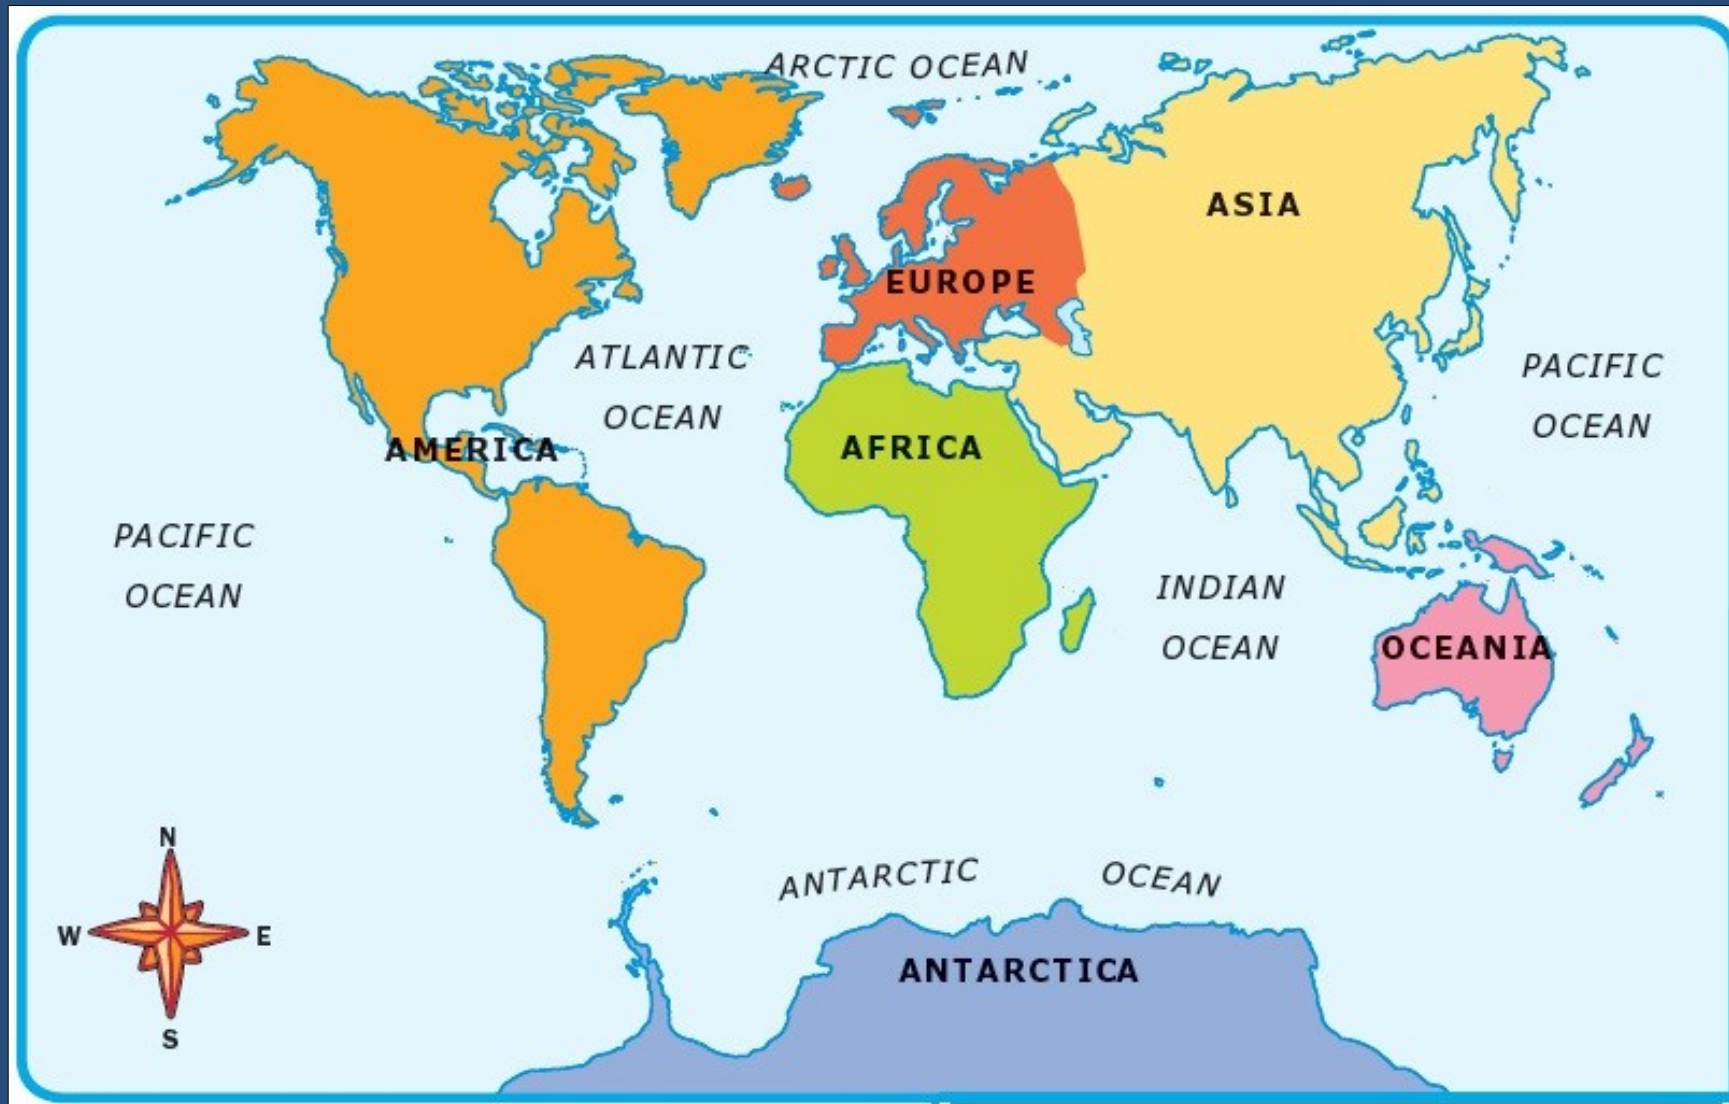 ARCTIC OCEAN
ASIA
EUROPE
ATLANTIC
OCEAN
PACIFIC
OCEAN
AMERICA
AFRICA
PACIFIC
OCEAN
INDIAN
OCEAN
OCEANIA
ANTARCTIC OCEAN
ANTARCTICA
N
W E
S